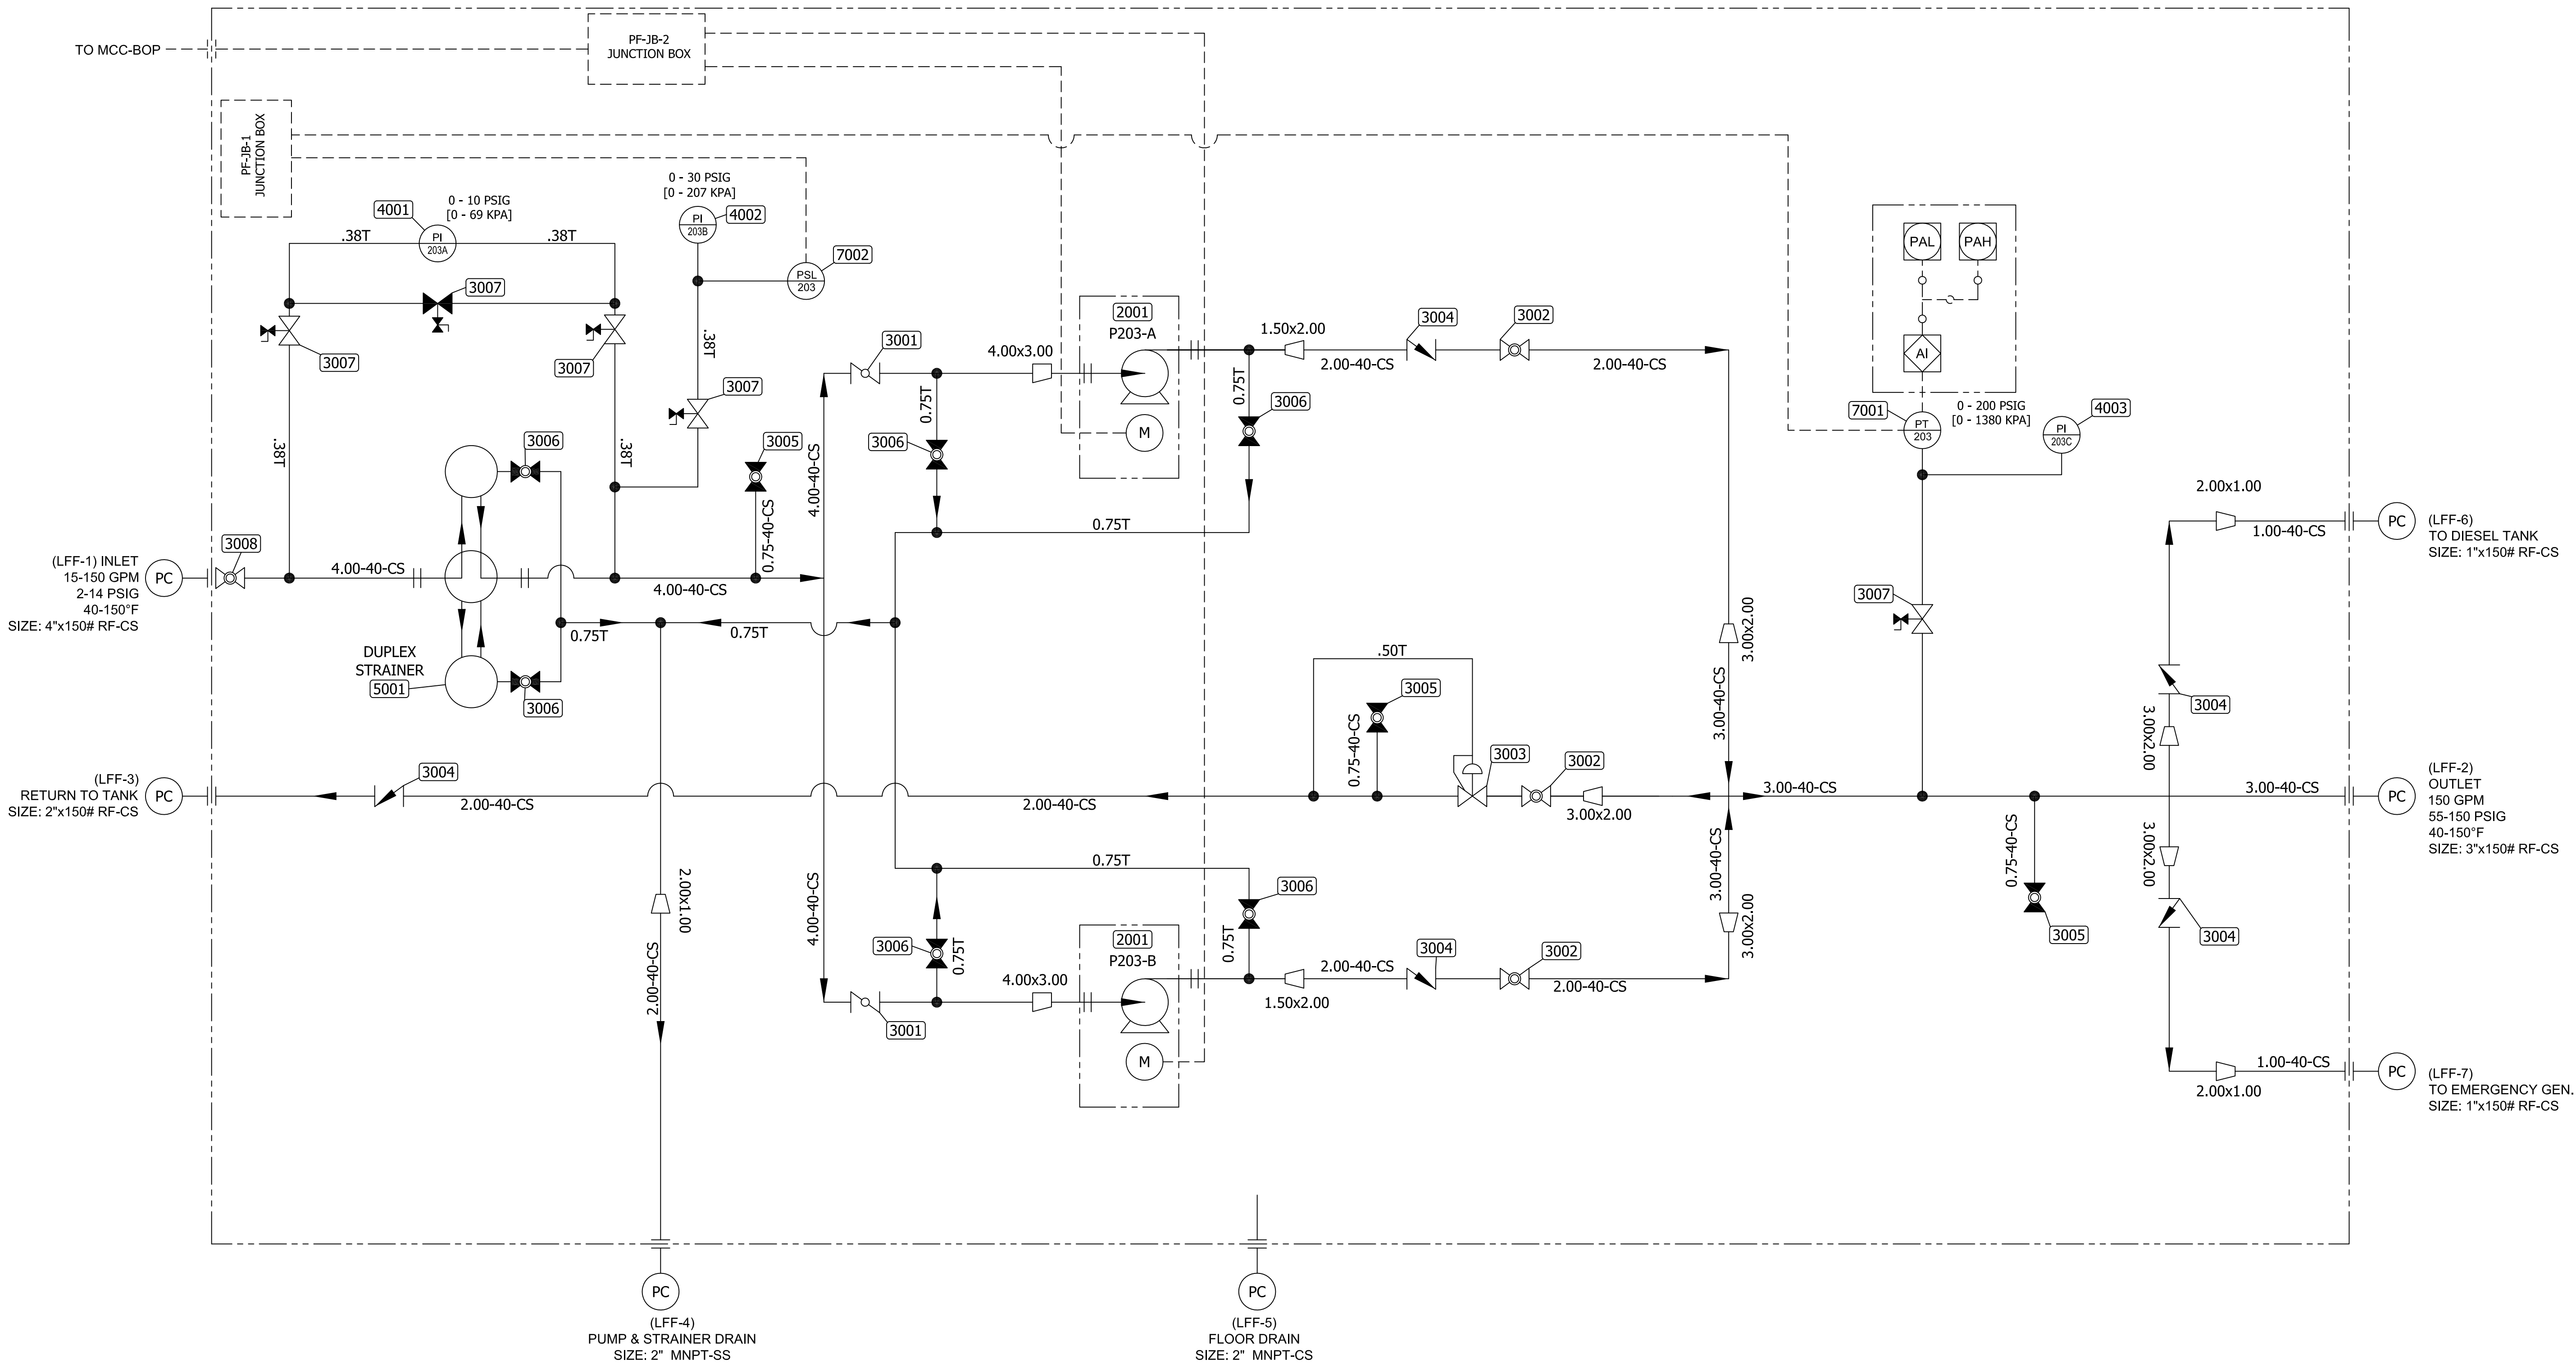 TO MCC-BOP
PF-JB-2
JUNCTION BOX
PF-JB-1
JUNCTION BOX
0 - 10 PSIG
[0 - 69 KPA]
4001
.38T
PI
203A
.38T
3007
3007
3007
0 - 30 PSIG
[0 - 207 KPA]
PI
203B
4002
PSL
203
7002
.38T
3007
.38T
.38T
3006
3005
0.75-40-CS
(LFF-1) INLET
15-150 GPM
2-14 PSIG
40-150°F
SIZE: 4"x150# RF-CS
PC
3008
4.00-40-CS
4.00-40-CS
0.75T
0.75T
DUPLEX
STRAINER
5001
3006
3001
4.00-40-CS
0.75T
3006
4.00x3.00
2001
P203-A
M
1.50x2.00
0.75T
3006
0.75T
2.00-40-CS
3004
3002
2.00-40-CS
3.00x2.00
3.00-40-CS
PAL
PAH
AI
7001
PT
203
0 - 200 PSIG
[0 - 1380 KPA]
PI
203C
4003
3007
2.00x1.00
1.00-40-CS
PC
(LFF-6)
TO DIESEL TANK
SIZE: 1"x150# RF-CS
3004
3.00x2.00
(LFF-3)
RETURN TO TANK
SIZE: 2"x150# RF-CS
PC
3004
2.00-40-CS
2.00-40-CS
.50T
3005
0.75-40-CS
3003
3002
3.00x2.00
3.00-40-CS
3.00-40-CS
PC
(LFF-2)
OUTLET
150 GPM
55-150 PSIG
40-150°F
SIZE: 3"x150# RF-CS
0.75-40-CS
3005
3.00x2.00
3004
2.00x1.00
2.00-40-CS
4.00-40-CS
0.75T
3006
0.75T
3001
4.00x3.00
2001
P203-B
M
3006
0.75T
1.50x2.00
2.00-40-CS
3004
3002
2.00-40-CS
3.00-40-CS
3.00x2.00
1.00-40-CS
2.00x1.00
PC
(LFF-7)
TO EMERGENCY GEN.
SIZE: 1"x150# RF-CS
PC
(LFF-4)
PUMP & STRAINER DRAIN
SIZE: 2" MNPT-SS
PC
(LFF-5)
FLOOR DRAIN
SIZE: 2" MNPT-CS